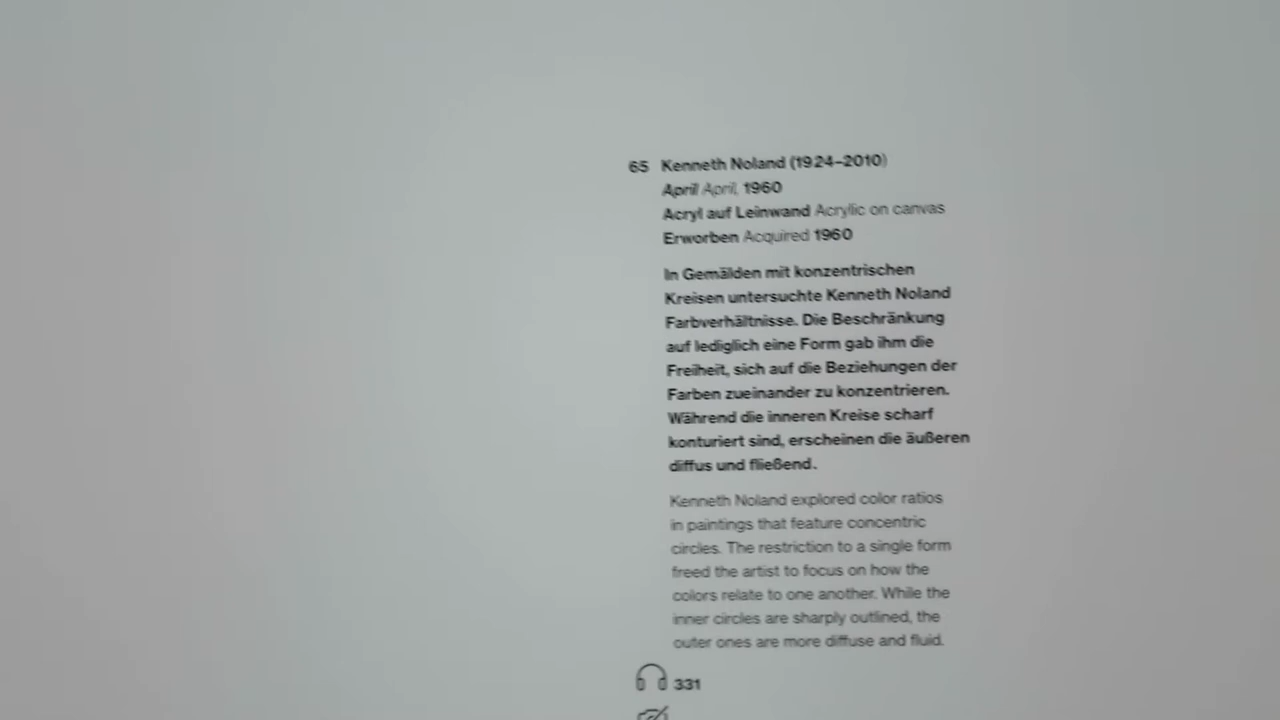 65 Kenneth Noland (1924–2010)
April April, 1960
Acryl auf Leinwand Acrylic on canvas
Erworben Acquired 1960
In Gemälden mit konzentrischen
Kreisen untersuchte Kenneth Noland
Farbverhältnisse. Die Beschränkung
auf lediglich eine Form gab ihm die
Freiheit, sich auf die Beziehungen der
Farben zueinander zu konzentrieren.
Während die inneren Kreise scharf
konturiert sind, erscheinen die äußeren
diffus und fließend.
Kenneth Noland explored color ratios
in paintings that feature concentric
circles. The restriction to a single form
freed the artist to focus on how the
colors relate to one another. While the
inner circles are sharply outlined, the
outer ones are more diffuse and fluid.
331